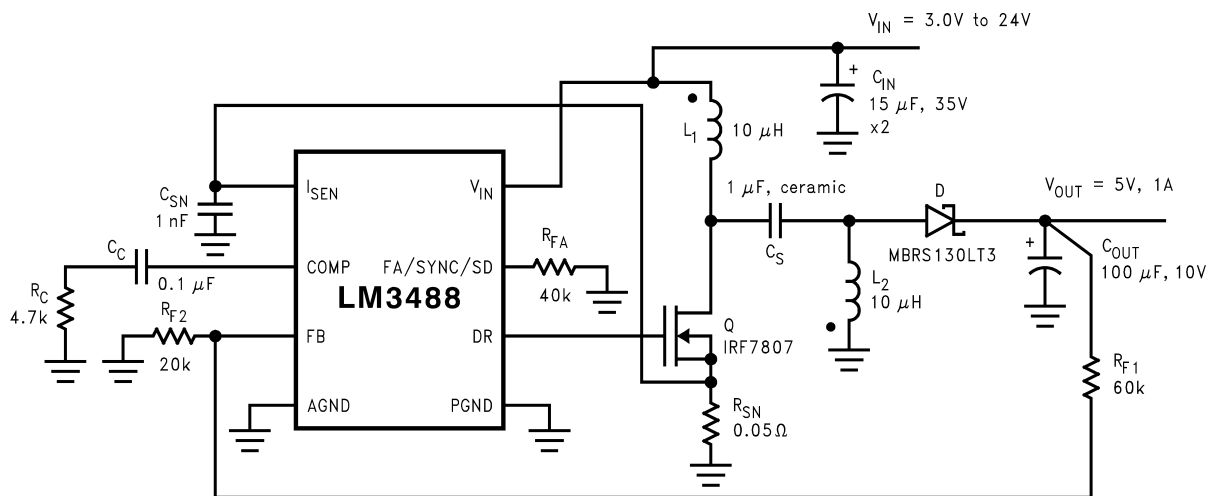 V_IN = 3.0V to 24V
+
C_IN
15 μF, 35V
x2
L_1
10 μH
I_SEN
V_IN
C_SN
1 nF
1 μF, ceramic
C_S
D
MBRS130LT3
V_OUT = 5V, 1A
+
C_OUT
100 μF, 10V
C_C
0.1 μF
COMP
FA/SYNC/SD
R_FA
40k
LM3488
R_C
4.7k
R_F2
20k
FB
DR
Q
IRF7807
L_2
10 μH
R_F1
60k
AGND
PGND
R_SN
0.05Ω